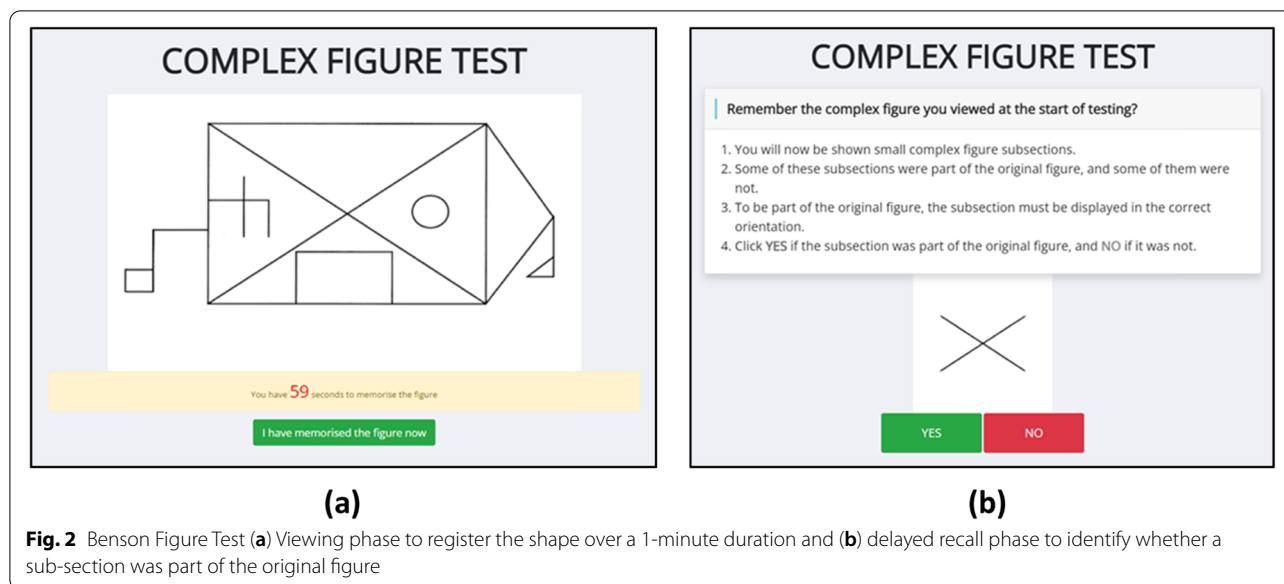 COMPLEX FIGURE TEST
You have 59 seconds to memorise the figure
I have memorised the figure now
(a)
COMPLEX FIGURE TEST
Remember the complex figure you viewed at the start of testing?
1. You will now be shown small complex figure subsections.
2. Some of these subsections were part of the original figure, and some of them were
not.
3. To be part of the original figure, the subsection must be displayed in the correct
orientation.
4. Click YES if the subsection was part of the original figure, and NO if it was not.
YES
NO
(b)
Fig. 2 Benson Figure Test (a) Viewing phase to register the shape over a 1-minute duration and (b) delayed recall phase to identify whether a
sub-section was part of the original figure